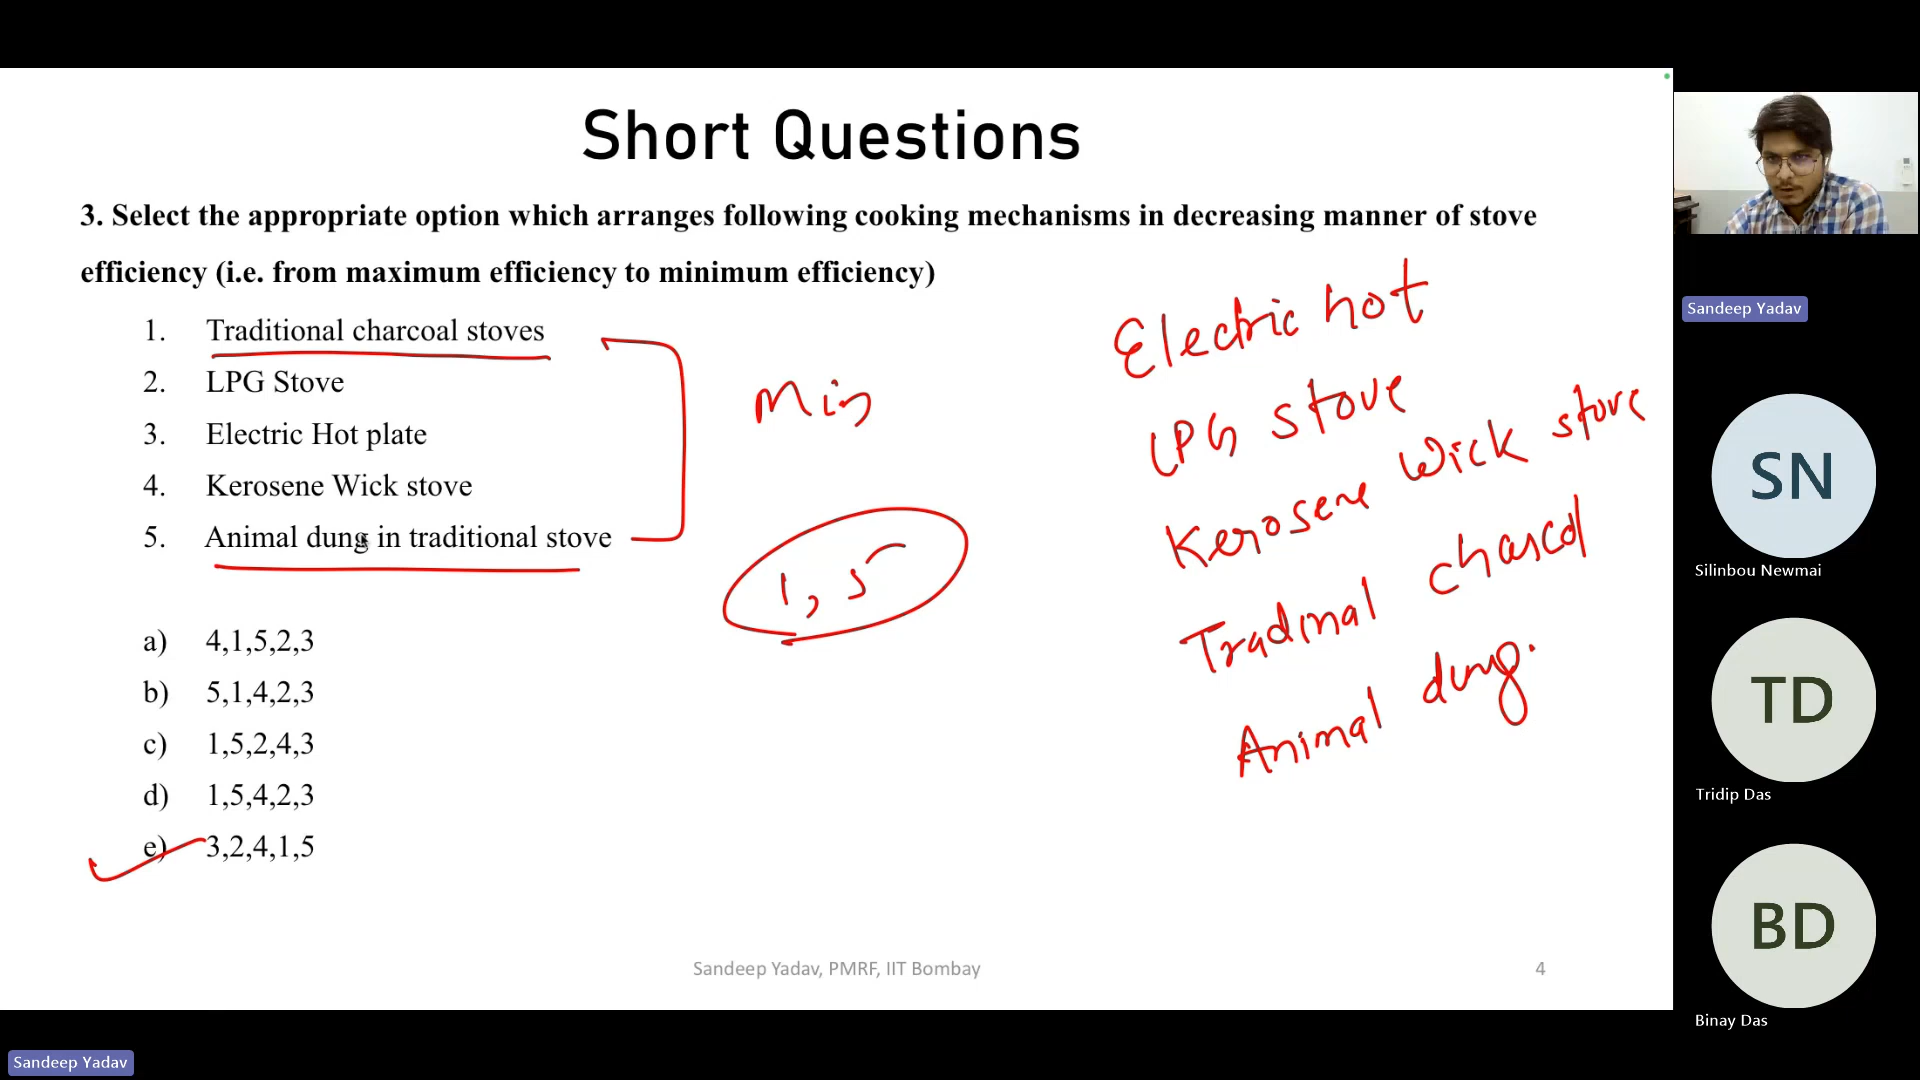 Short Questions
3. Select the appropriate option which arranges following cooking mechanisms in decreasing manner of stove
efficiency (i.e. from maximum efficiency to minimum efficiency)
1. Traditional charcoal stoves
2. LPG Stove
3. Electric Hot plate
4. Kerosene Wick stove
5. Animal dung in traditional stove
a) 4,1,5,2,3
b) 5,1,4,2,3
c) 1,5,2,4,3
d) 1,5,4,2,3
e) 3,2,4,1,5
Min
1, 5
Electric hot
LPG stove
Kerosene Wick stove
Tradinal charcol
Animal dung.
Sandeep Yadav, PMRF, IIT Bombay
4
Sandeep Yadav
SN
Silinbou Newmai
TD
Tridip Das
BD
Binay Das
Sandeep Yadav